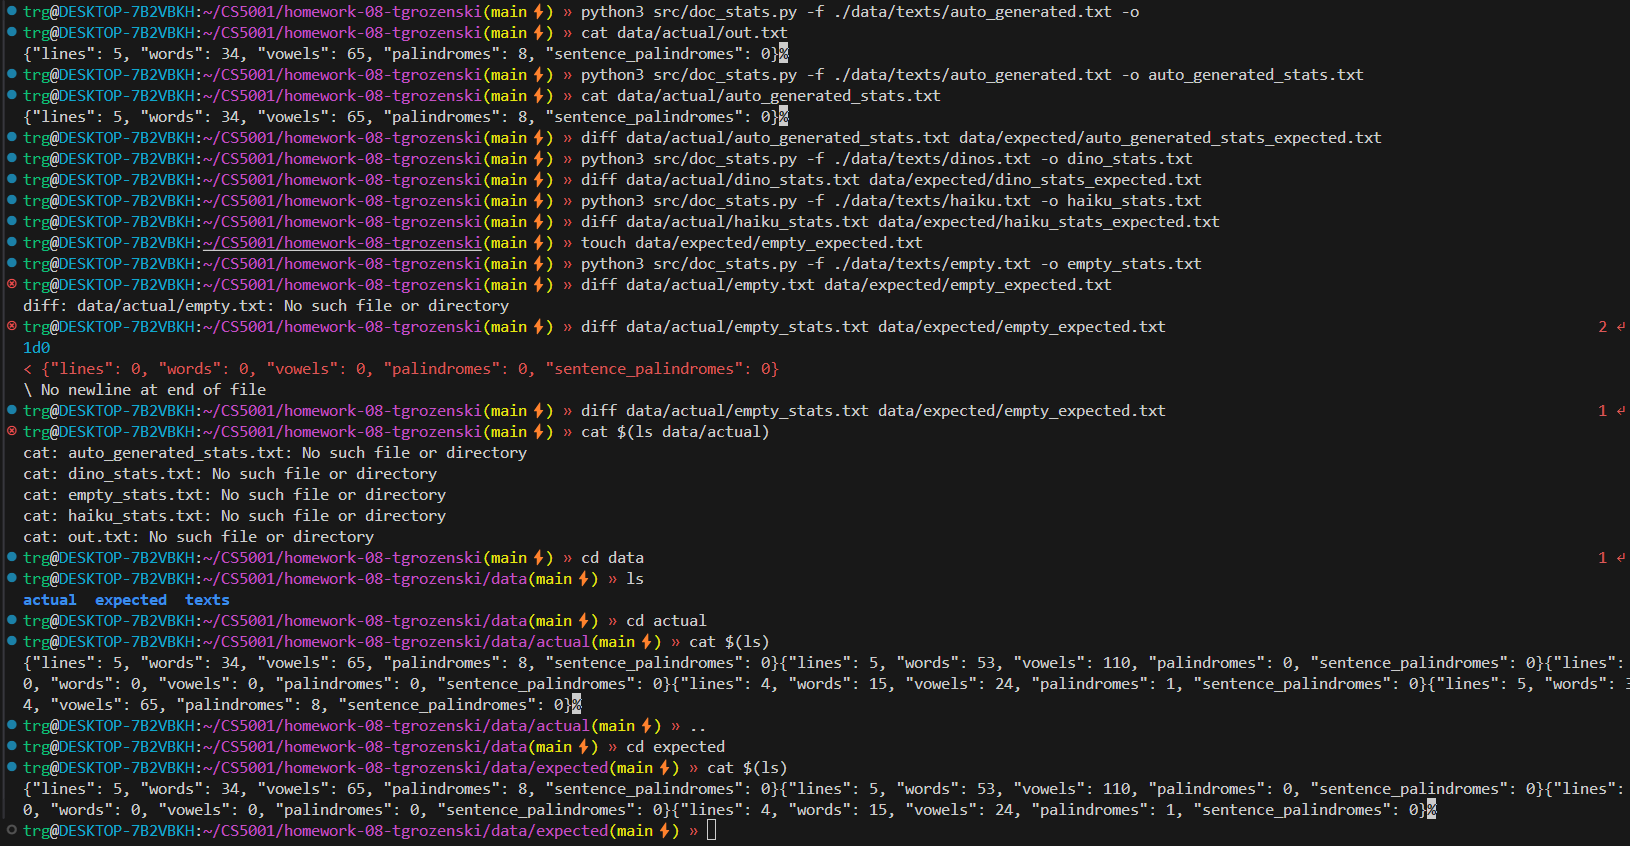 trg@DESKTOP-7B2VBKH:~/CS5001/homework-08-tgrozenski(main⚡) » python3 src/doc_stats.py -f ./data/texts/auto_generated.txt -o
trg@DESKTOP-7B2VBKH:~/CS5001/homework-08-tgrozenski(main⚡) » cat data/actual/out.txt
{"lines": 5, "words": 34, "vowels": 65, "palindromes": 8, "sentence_palindromes": 0}%
trg@DESKTOP-7B2VBKH:~/CS5001/homework-08-tgrozenski(main⚡) » python3 src/doc_stats.py -f ./data/texts/auto_generated.txt -o auto_generated_stats.txt
trg@DESKTOP-7B2VBKH:~/CS5001/homework-08-tgrozenski(main⚡) » cat data/actual/auto_generated_stats.txt
{"lines": 5, "words": 34, "vowels": 65, "palindromes": 8, "sentence_palindromes": 0}%
trg@DESKTOP-7B2VBKH:~/CS5001/homework-08-tgrozenski(main⚡) » diff data/actual/auto_generated_stats.txt data/expected/auto_generated_stats_expected.txt
trg@DESKTOP-7B2VBKH:~/CS5001/homework-08-tgrozenski(main⚡) » python3 src/doc_stats.py -f ./data/texts/dinos.txt -o dino_stats.txt
trg@DESKTOP-7B2VBKH:~/CS5001/homework-08-tgrozenski(main⚡) » diff data/actual/dino_stats.txt data/expected/dino_stats_expected.txt
trg@DESKTOP-7B2VBKH:~/CS5001/homework-08-tgrozenski(main⚡) » python3 src/doc_stats.py -f ./data/texts/haiku.txt -o haiku_stats.txt
trg@DESKTOP-7B2VBKH:~/CS5001/homework-08-tgrozenski(main⚡) » diff data/actual/haiku_stats.txt data/expected/haiku_stats_expected.txt
trg@DESKTOP-7B2VBKH:~/CS5001/homework-08-tgrozenski(main⚡) » touch data/expected/empty_expected.txt
trg@DESKTOP-7B2VBKH:~/CS5001/homework-08-tgrozenski(main⚡) » python3 src/doc_stats.py -f ./data/texts/empty.txt -o empty_stats.txt
trg@DESKTOP-7B2VBKH:~/CS5001/homework-08-tgrozenski(main⚡) » diff data/actual/empty.txt data/expected/empty_expected.txt
diff: data/actual/empty.txt: No such file or directory
trg@DESKTOP-7B2VBKH:~/CS5001/homework-08-tgrozenski(main⚡) » diff data/actual/empty_stats.txt data/expected/empty_expected.txt 2 ↵
1d0
< {"lines": 0, "words": 0, "vowels": 0, "palindromes": 0, "sentence_palindromes": 0}
\ No newline at end of file
trg@DESKTOP-7B2VBKH:~/CS5001/homework-08-tgrozenski(main⚡) » diff data/actual/empty_stats.txt data/expected/empty_expected.txt 1 ↵
trg@DESKTOP-7B2VBKH:~/CS5001/homework-08-tgrozenski(main⚡) » cat $(ls data/actual)
cat: auto_generated_stats.txt: No such file or directory
cat: dino_stats.txt: No such file or directory
cat: empty_stats.txt: No such file or directory
cat: haiku_stats.txt: No such file or directory
cat: out.txt: No such file or directory
trg@DESKTOP-7B2VBKH:~/CS5001/homework-08-tgrozenski(main⚡) » cd data 1 ↵
trg@DESKTOP-7B2VBKH:~/CS5001/homework-08-tgrozenski/data(main⚡) » ls
actual expected texts
trg@DESKTOP-7B2VBKH:~/CS5001/homework-08-tgrozenski/data(main⚡) » cd actual
trg@DESKTOP-7B2VBKH:~/CS5001/homework-08-tgrozenski/data/actual(main⚡) » cat $(ls)
{"lines": 5, "words": 34, "vowels": 65, "palindromes": 8, "sentence_palindromes": 0}{"lines": 5, "words": 53, "vowels": 110, "palindromes": 0, "sentence_palindromes": 0}{"lines":
0, "words": 0, "vowels": 0, "palindromes": 0, "sentence_palindromes": 0}{"lines": 4, "words": 15, "vowels": 24, "palindromes": 1, "sentence_palindromes": 0}{"lines": 5, "words": 3
4, "vowels": 65, "palindromes": 8, "sentence_palindromes": 0}%
trg@DESKTOP-7B2VBKH:~/CS5001/homework-08-tgrozenski/data/actual(main⚡) » ..
trg@DESKTOP-7B2VBKH:~/CS5001/homework-08-tgrozenski/data(main⚡) » cd expected
trg@DESKTOP-7B2VBKH:~/CS5001/homework-08-tgrozenski/data/expected(main⚡) » cat $(ls)
{"lines": 5, "words": 34, "vowels": 65, "palindromes": 8, "sentence_palindromes": 0}{"lines": 5, "words": 53, "vowels": 110, "palindromes": 0, "sentence_palindromes": 0}{"lines":
0, "words": 0, "vowels": 0, "palindromes": 0, "sentence_palindromes": 0}{"lines": 4, "words": 15, "vowels": 24, "palindromes": 1, "sentence_palindromes": 0}%
trg@DESKTOP-7B2VBKH:~/CS5001/homework-08-tgrozenski/data/expected(main⚡) »